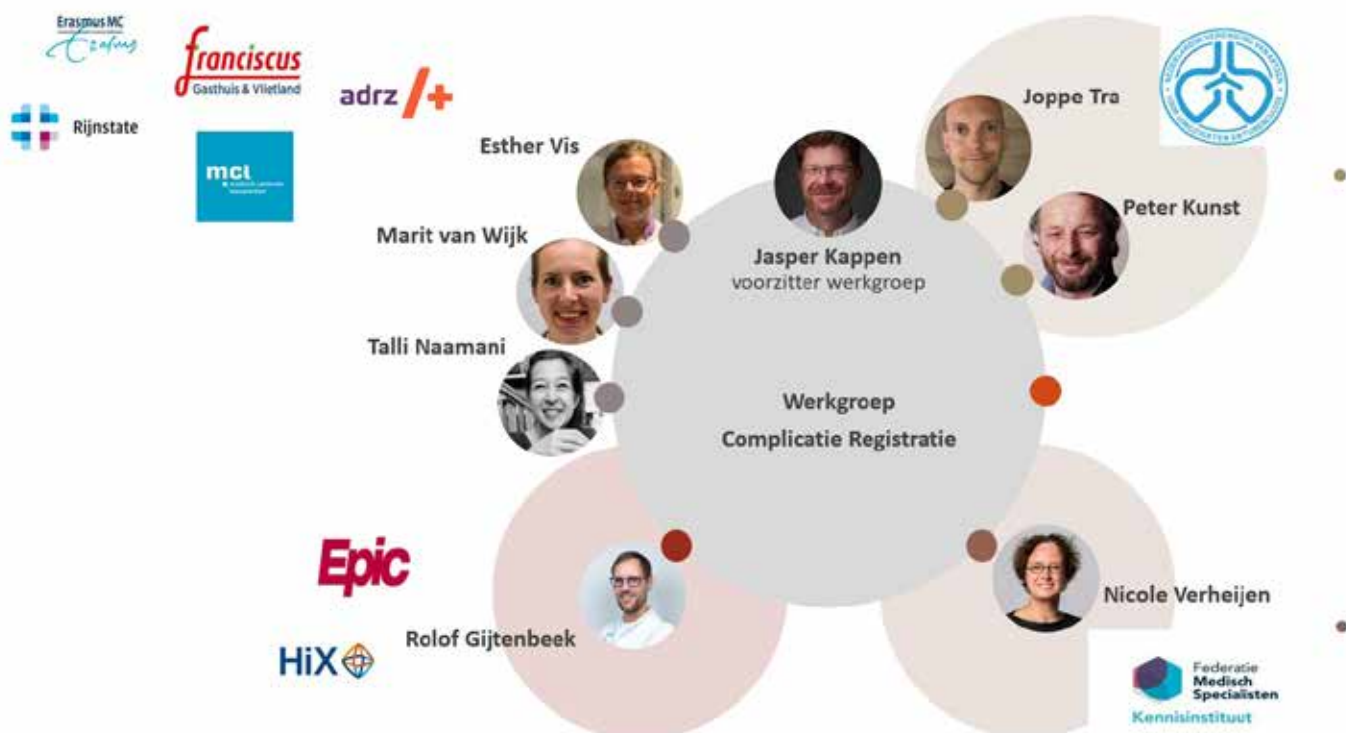 Erasmus MC
Erasmus
franciscus
Gasthuis & Vlietland
adrz
Rijnstate
mcl
Esther Vis
Marit van Wijk
Talli Naamani
Jasper Kappen
voorzitter werkgroep
Joppe Tra
Peter Kunst
Werkgroep
Complicatie Registratie
Epic
HiX
Rolof Gijtenbeek
Nicole Verheijen
Federatie
Medisch
Specialisten
Kennisinstituut